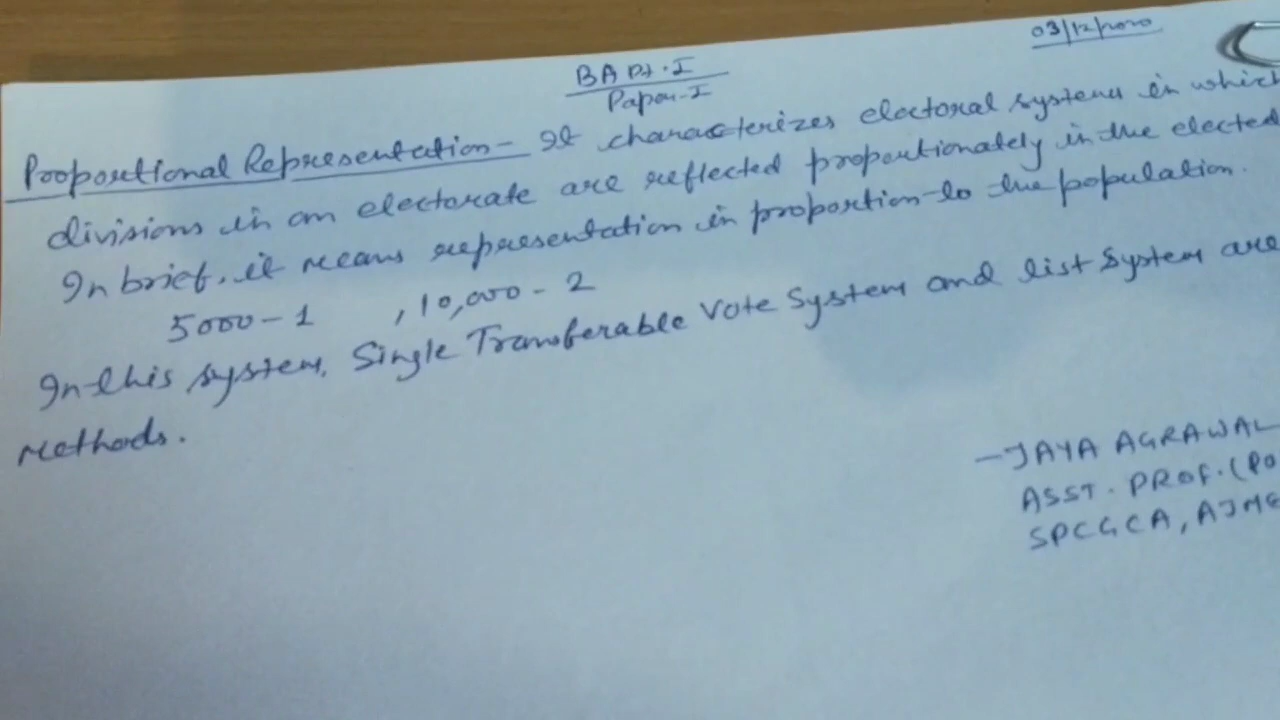 03/12/2020
BA Pt.I
Paper-I
Proportional Representation - It characterizes electoral systems in which
divisions in an electorate are reflected proportionately in the elected
In brief, it means representation in proportion to the population.
5000-1 , 10,000-2
In this system, Single Transferable Vote System and list System are
methods.
- JAYA AGRAWAL
ASST. PROF. (PO
SPCGCA, AJME